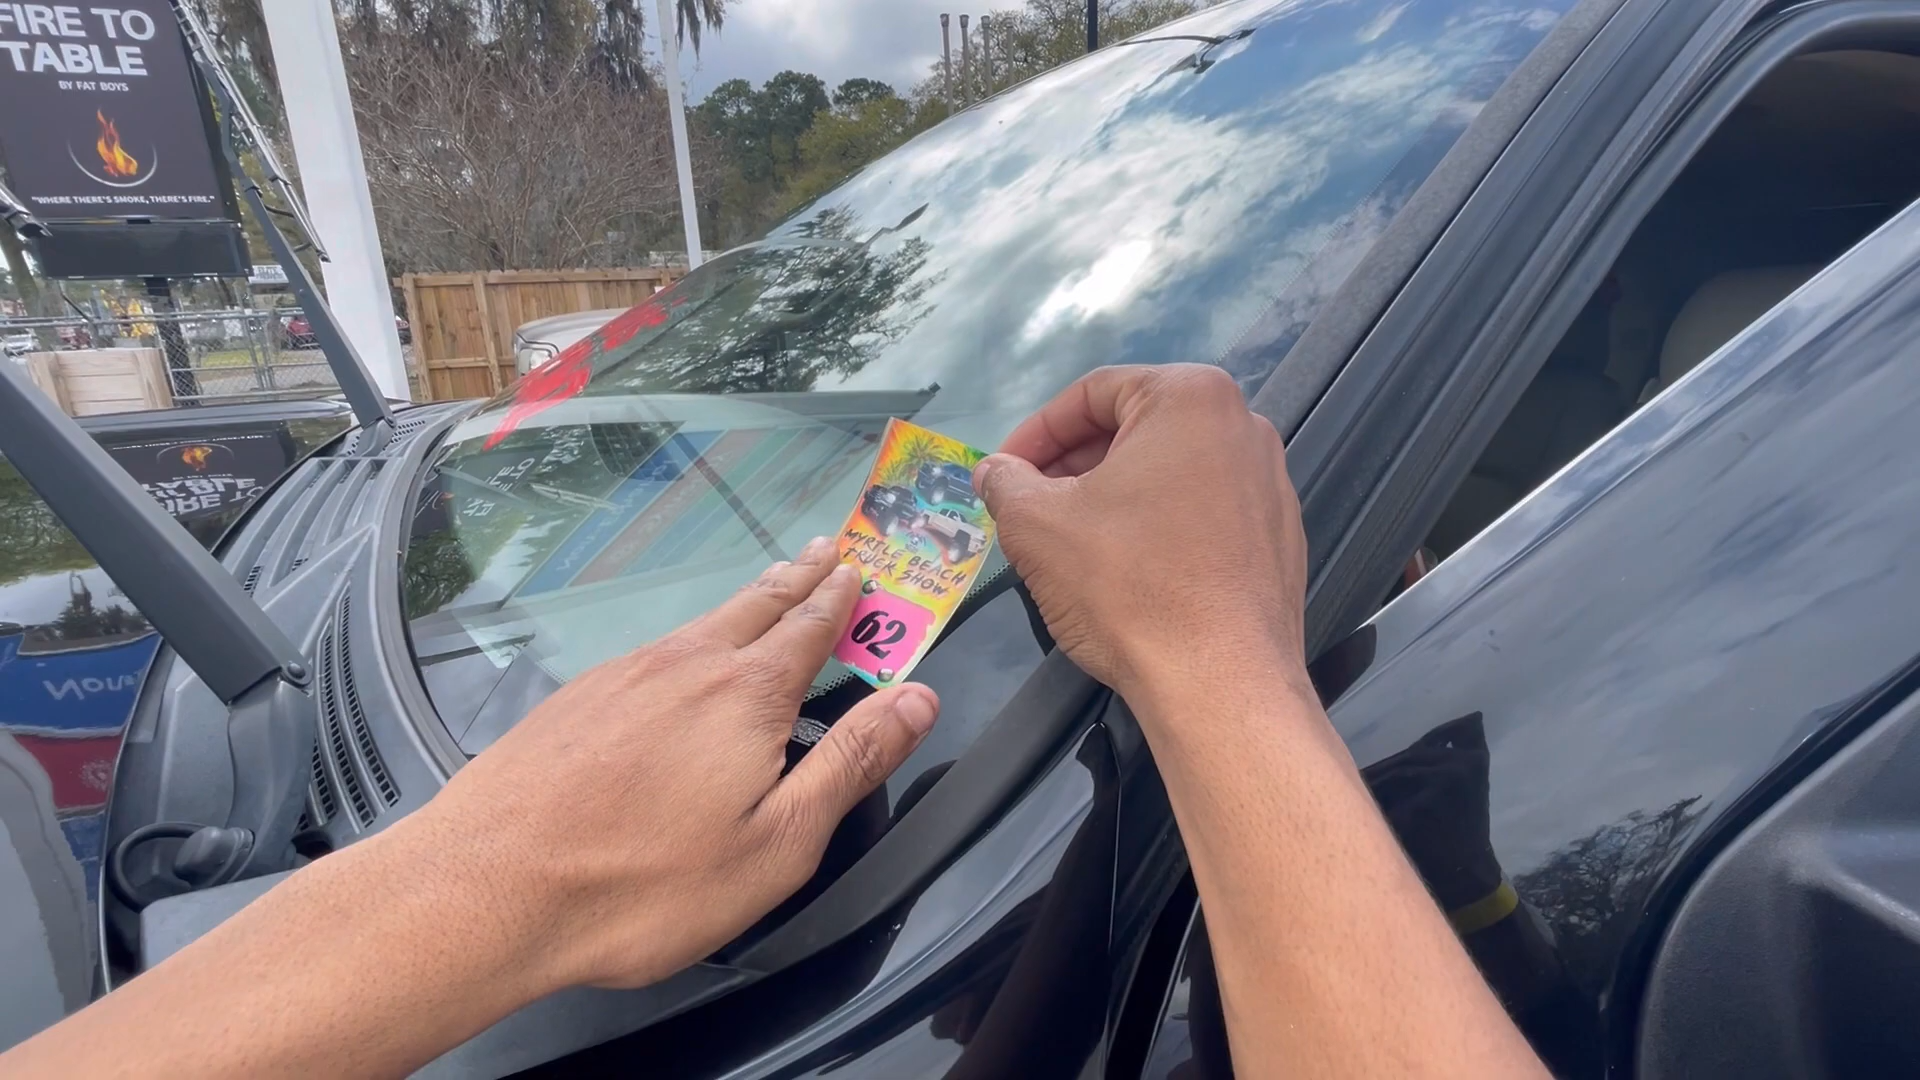 FIRE TO
TABLE
BY FAT BOYS
"WHERE THERE'S SMOKE, THERE'S FIRE."
MYRTLE BEACH
TRUCK SHOW
62